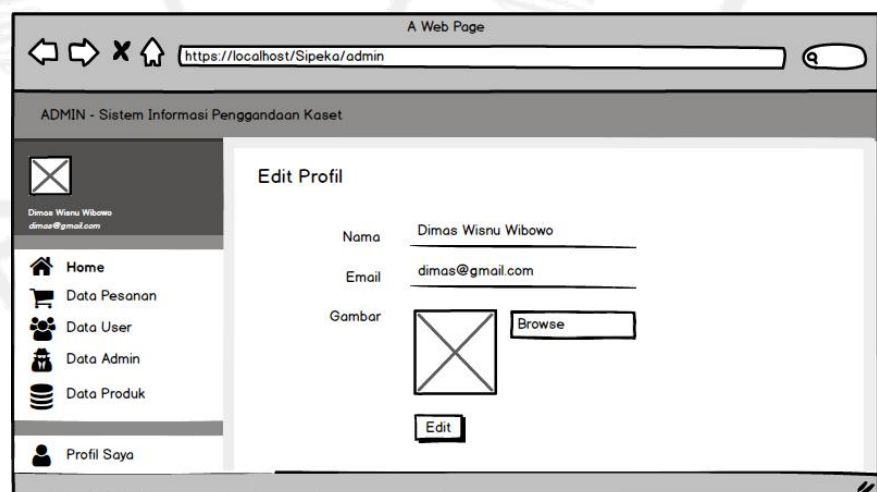 A Web Page
https://localhost/Sipeka/admin
ADMIN - Sistem Informasi Penggandaan Kaset
Dimas Wisnu Wibowo
dimas@gmail.com
Home
Data Pesanan
Data User
Data Admin
Data Produk
Profil Saya
Edit Profil
Nama Dimas Wisnu Wibowo
Email dimas@gmail.com
Gambar Browse
Edit